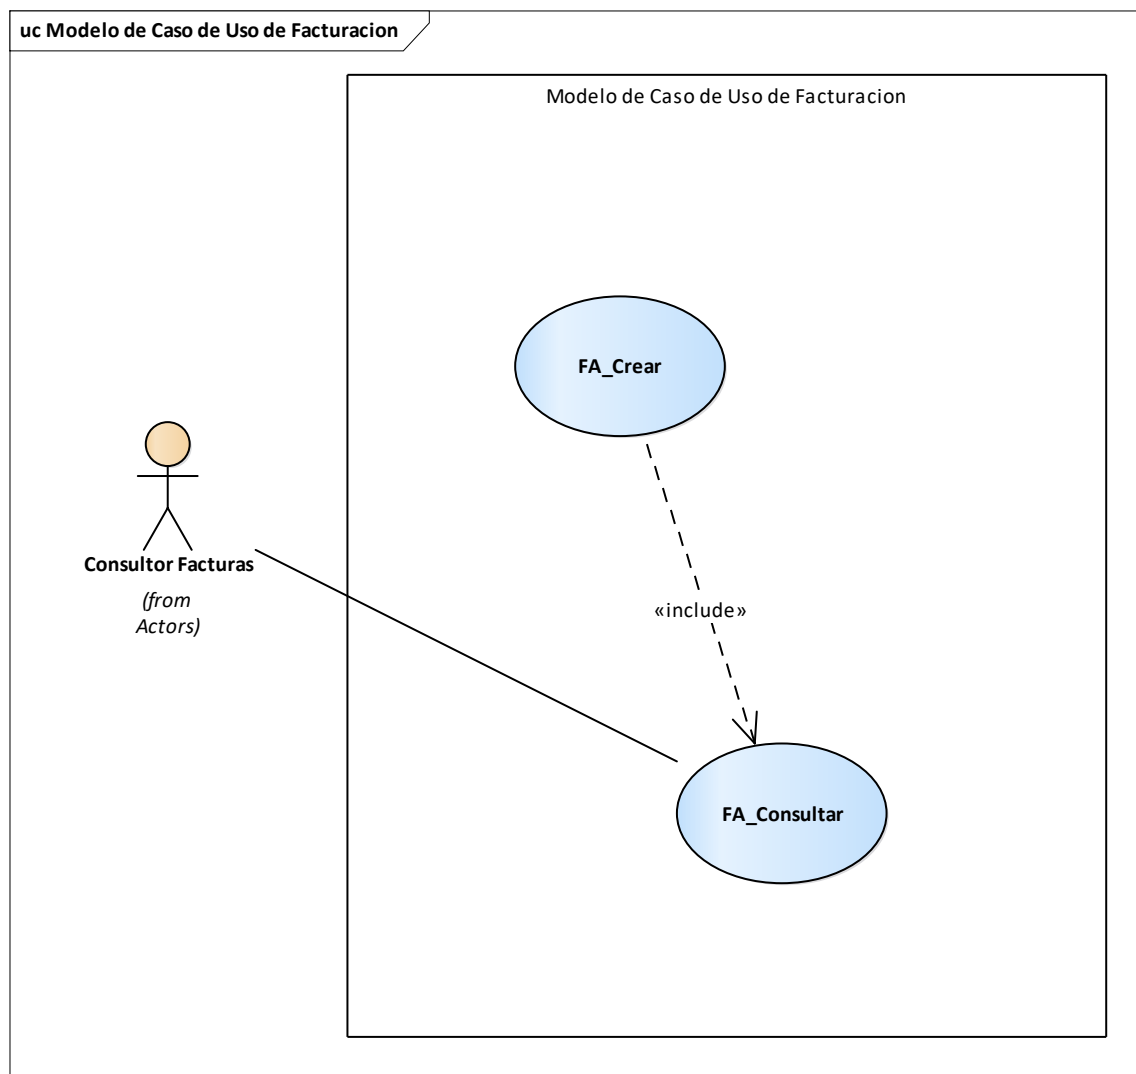 uc Modelo de Caso de Uso de Facturacion
Modelo de Caso de Uso de Facturacion
FA_Crear
Consultor Facturas
(from
Actors)
«include»
FA_Consultar